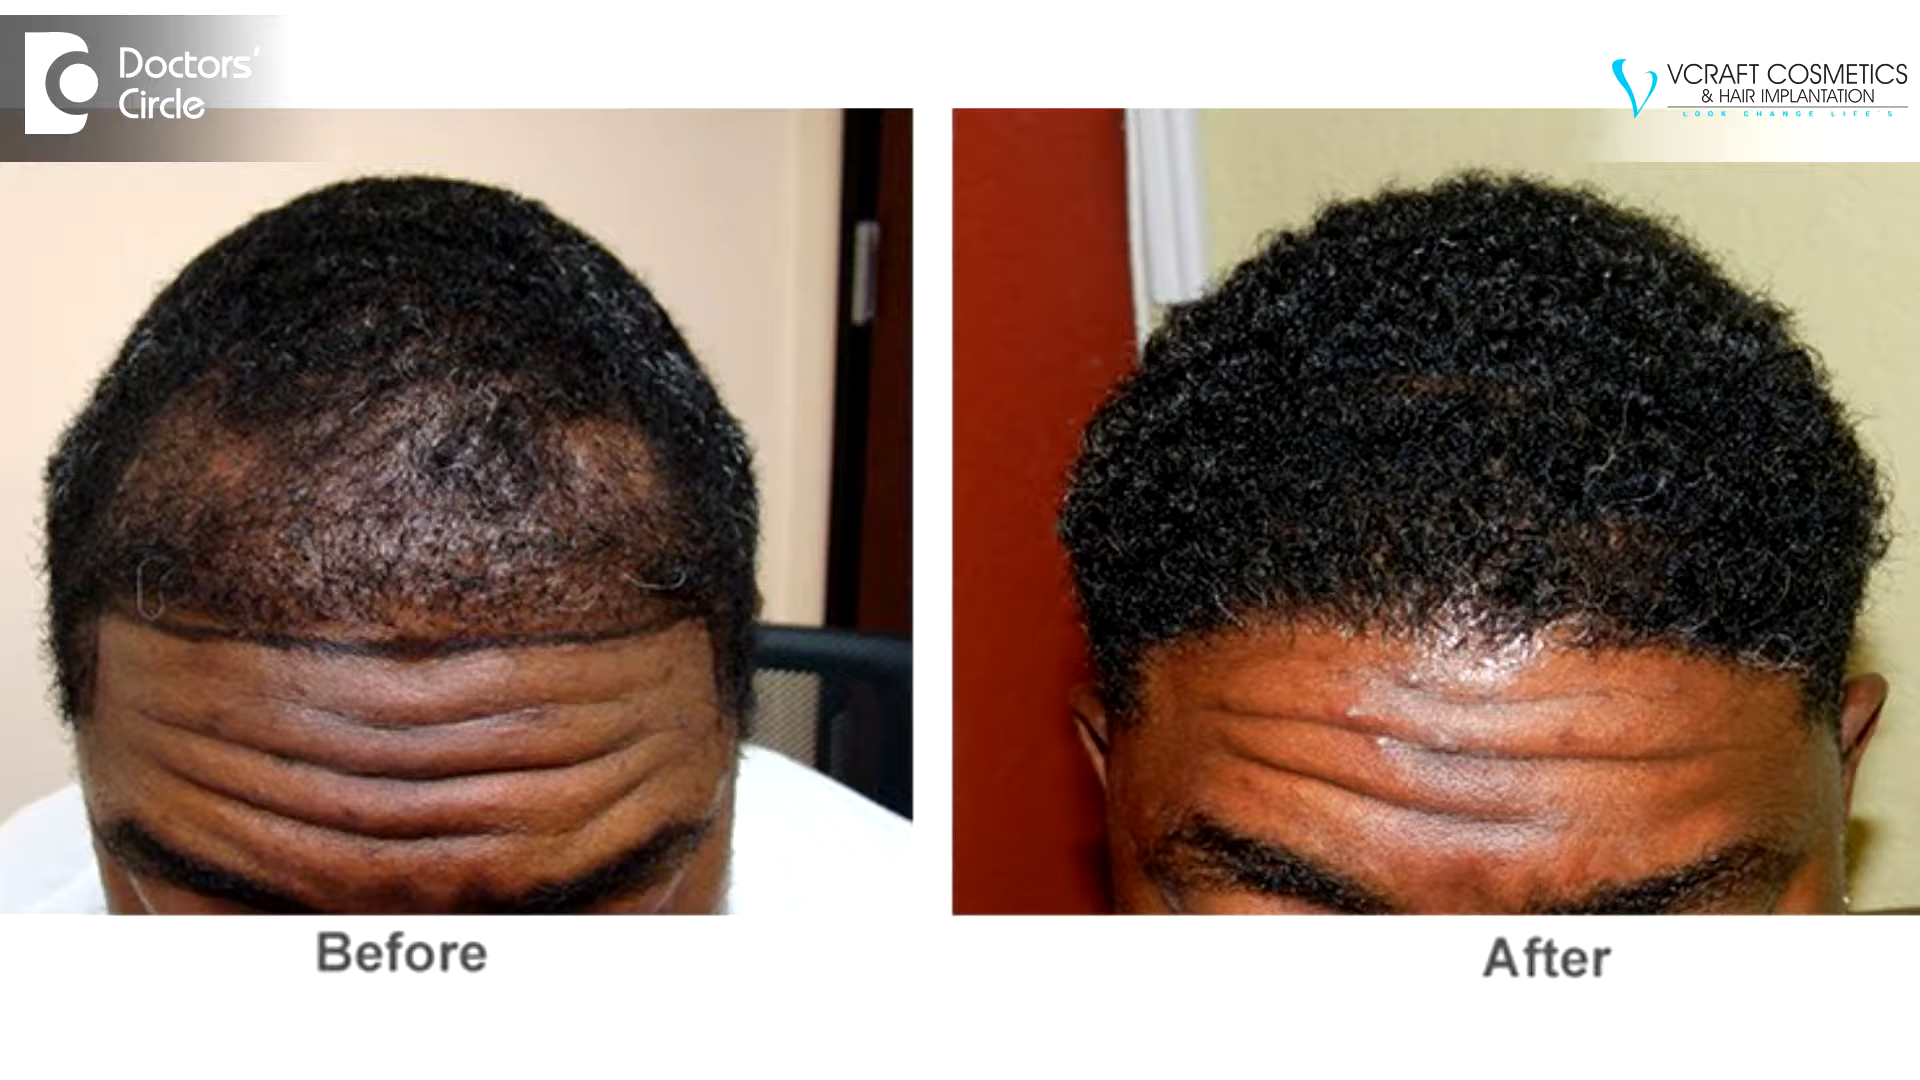 Doctors'
Circle
VCRAFT COSMETICS
& HAIR IMPLANTATION
LOOK CHANGE LIFE'S
Before
After